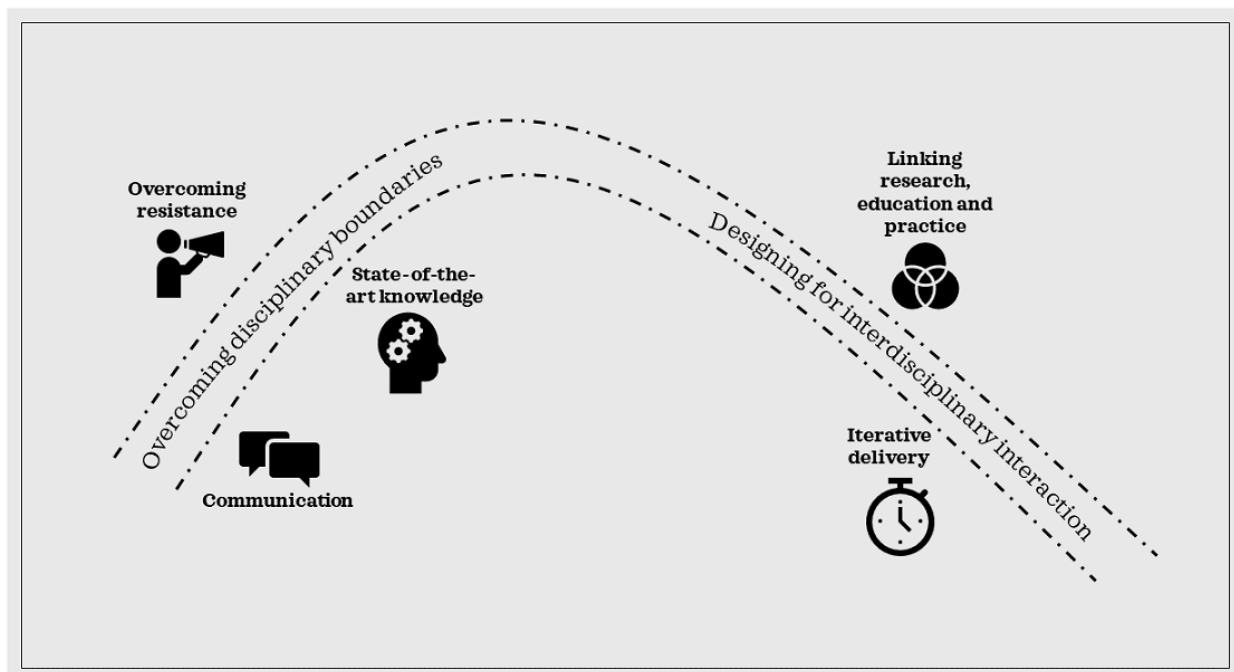 Overcoming
resistance
Overcoming disciplinary boundaries
State-of-the-
art knowledge
Communication
Designing for interdisciplinary interaction
Linking
research,
education and
practice
Iterative
delivery